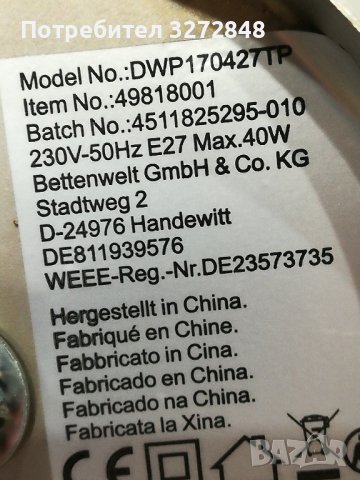 Потребител 3272848
Model No.:DWP170427TP
Item No.:49818001
Batch No.:4511825295-010
230V-50Hz E27 Max.40W
Bettenwelt GmbH & Co. KG
Stadtweg 2
D-24976 Handewitt
DE811939576
WEEE-Reg.-Nr.DE23573735
Hergestellt in China.
Fabriqué en Chine.
Fabbricato in Cina.
Fabricado en China.
Fabricado na China.
Fabricata la Xina.
CE
BAZAR